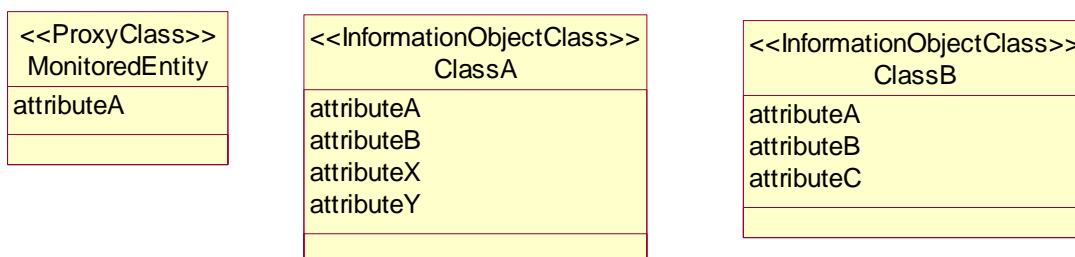 <<ProxyClass>>
MonitoredEntity
attributeA
<<InformationObjectClass>>
ClassA
attributeA
attributeB
attributeX
attributeY
<<InformationObjectClass>>
ClassB
attributeA
attributeB
attributeC